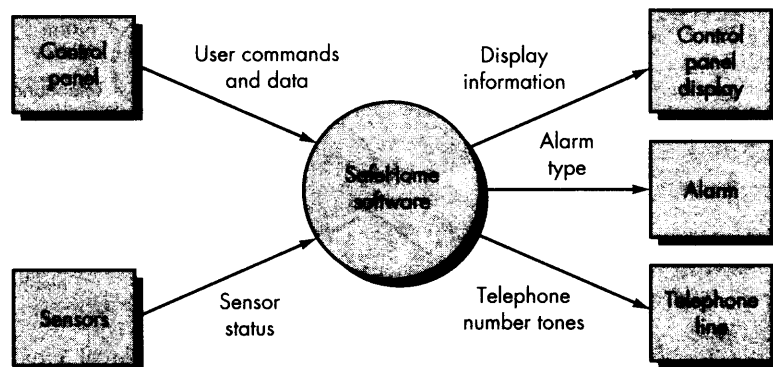 Control
panel
User commands
and data
Display
information
Control
panel
display
SafeHome
software
Alarm
type
Alarm
Sensors
Sensor
status
Telephone
number tones
Telephone
line